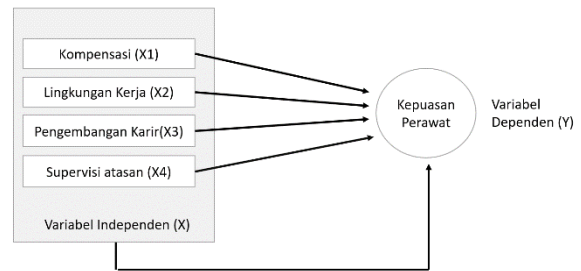 Kompensasi (X1)
Lingkungan Kerja (X2)
Pengembangan Karir(X3)
Supervisi atasan (X4)
Variabel Independen (X)
Kepuasan
Perawat
Variabel
Dependen (Y)